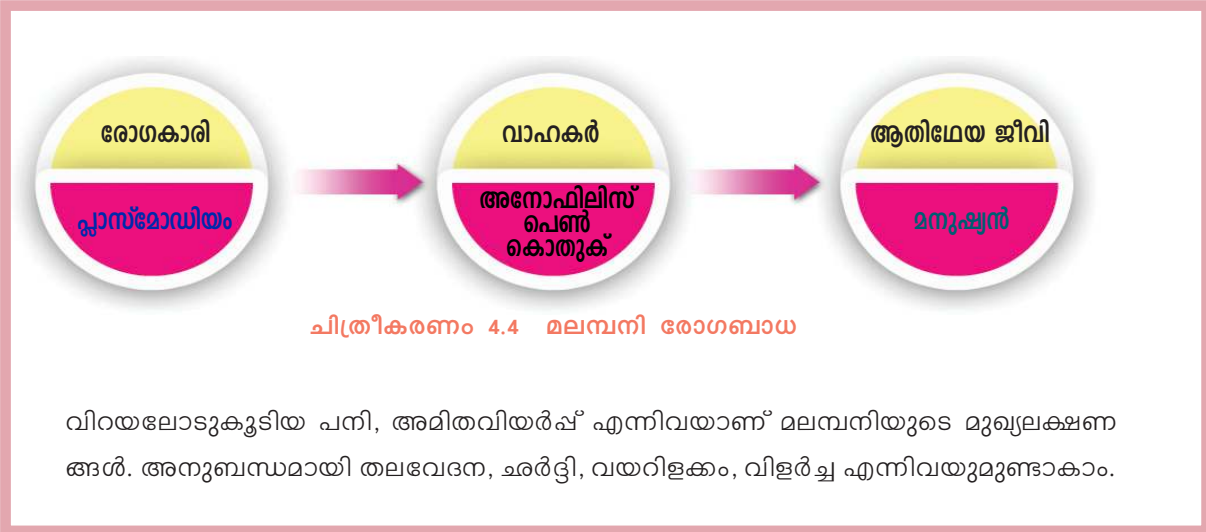 രോഗകാരി
പ്ലാസ്മോഡിയം
വാഹകർ
അനോഫിലിസ്
പെൺ
കൊതുക്
ആതിഥേയ ജീവി
മനുഷ്യൻ
ചിത്രീകരണം 4.4 മലമ്പനി രോഗബാധ
വിറയലോടുകൂടിയ പനി, അമിതവിയർപ്പ് എന്നിവയാണ് മലമ്പനിയുടെ മുഖ്യലക്ഷണ
ങ്ങൾ. അനുബന്ധമായി തലവേദന, ഛർദ്ദി, വയറിളക്കം, വിളർച്ച എന്നിവയുമുണ്ടാകാം.